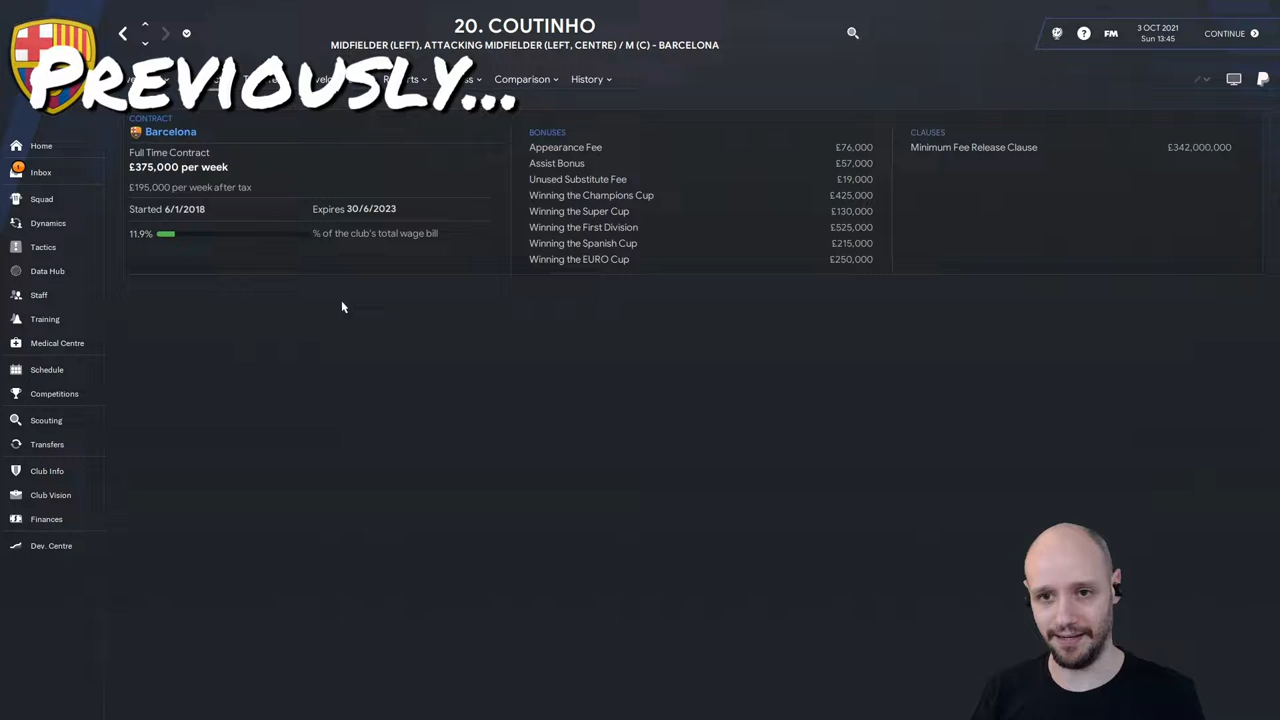 20. COUTINHO
MIDFIELDER (LEFT), ATTACKING MIDFIELDER (LEFT, CENTRE) / M (C) - BARCELONA
3 OCT 2021
Sun 13:45
CONTINUE
FM
PREVIOUSLY...
Comparison
History
Home
Inbox
Squad
Dynamics
Tactics
Data Hub
Staff
Training
Medical Centre
Schedule
Competitions
Scouting
Transfers
Club Info
Club Vision
Finances
Dev. Centre
CONTRACT
Barcelona
Full Time Contract
£375,000 per week
£195,000 per week after tax
Started 6/1/2018 Expires 30/6/2023
11.9% % of the club's total wage bill
BONUSES
Appearance Fee £76,000
Assist Bonus £57,000
Unused Substitute Fee £19,000
Winning the Champions Cup £425,000
Winning the Super Cup £130,000
Winning the First Division £525,000
Winning the Spanish Cup £215,000
Winning the EURO Cup £250,000
CLAUSES
Minimum Fee Release Clause £342,000,000